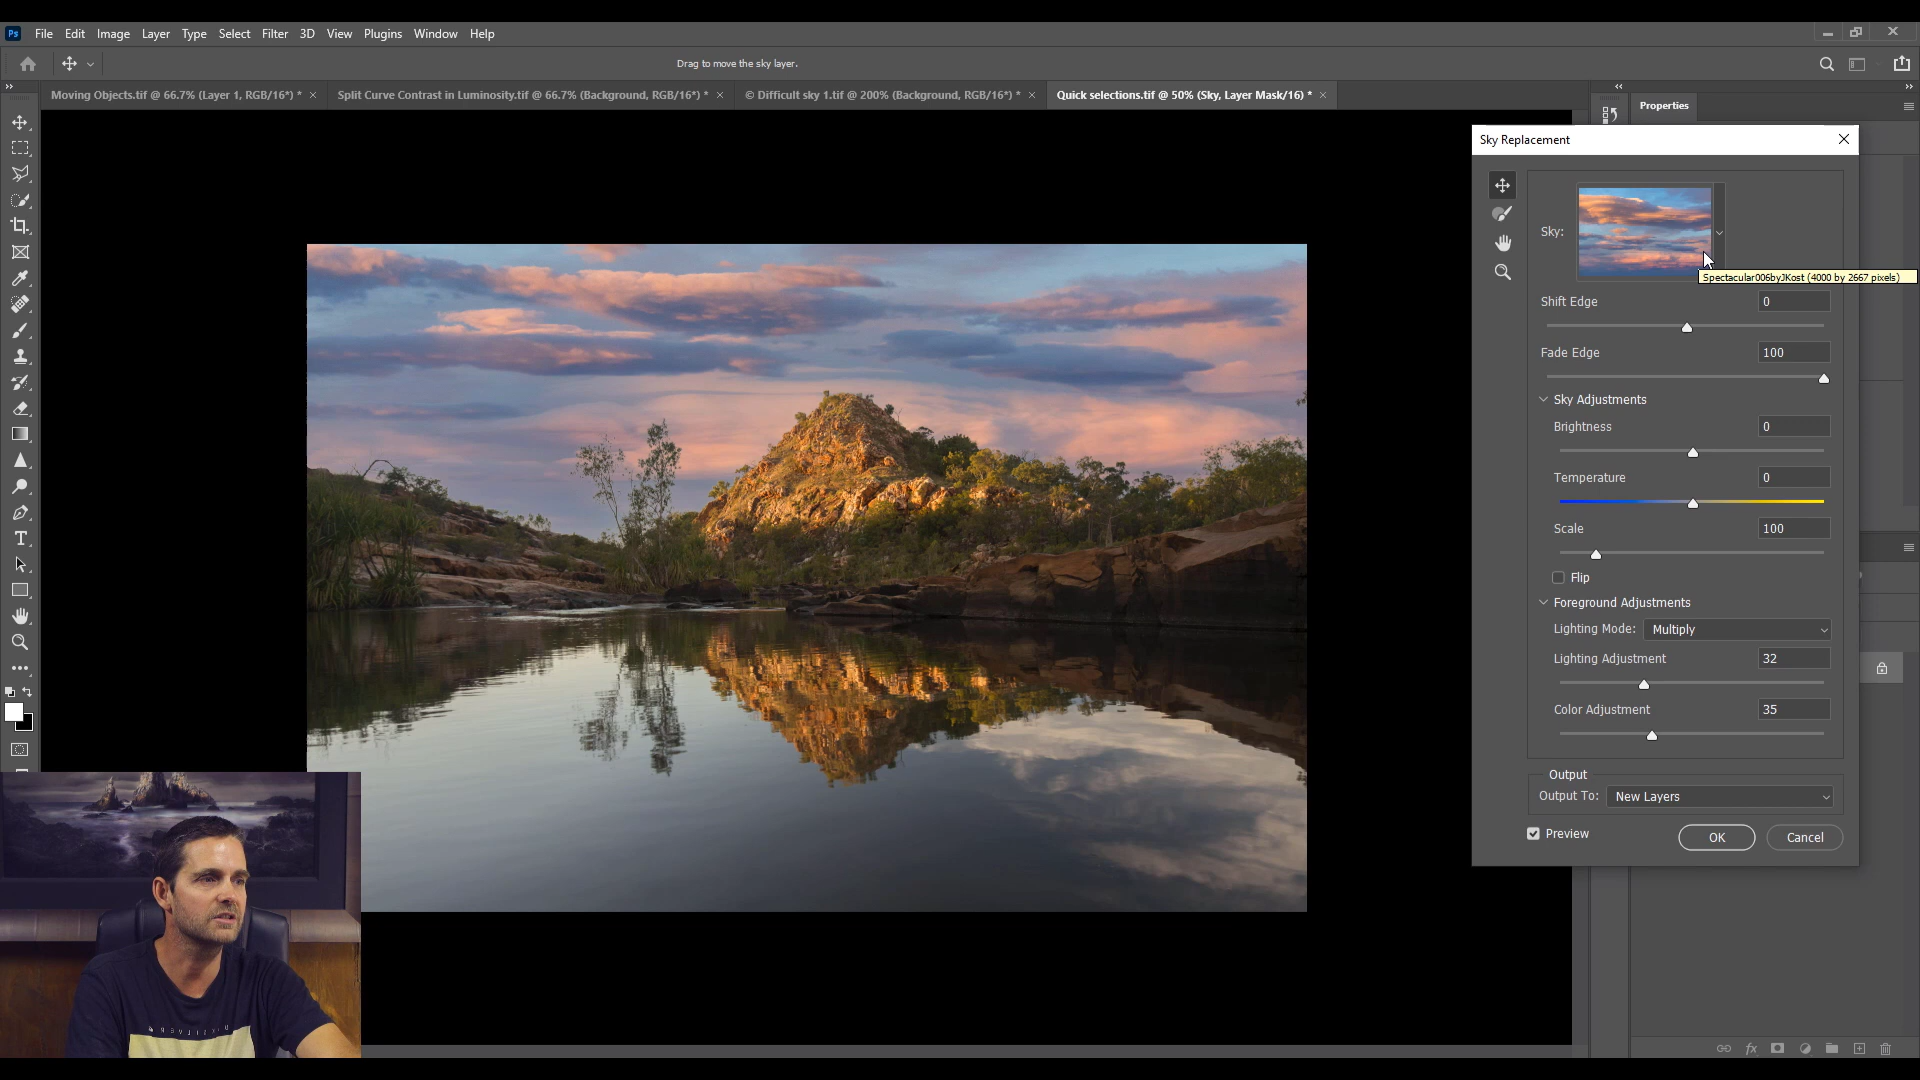 Ps File Edit Image Layer Type Select Filter 3D View Plugins Window Help
Drag to move the sky layer.
Moving Objects.tif @ 66.7% (Layer 1, RGB/16*) * ×
Split Curve Contrast in Luminosity.tif @ 66.7% (Background, RGB/16*) * ×
© Difficult sky 1.tif @ 200% (Background, RGB/16*) * ×
Quick selections.tif @ 50% (Sky, Layer Mask/16) * ×
Properties
Sky Replacement
Sky:
Spectacular006byJKost (4000 by 2667 pixels)
Shift Edge 0
Fade Edge 100
Sky Adjustments
Brightness 0
Temperature 0
Scale 100
Flip
Foreground Adjustments
Lighting Mode: Multiply
Lighting Adjustment 32
Color Adjustment 35
Output
Output To: New Layers
Preview OK Cancel